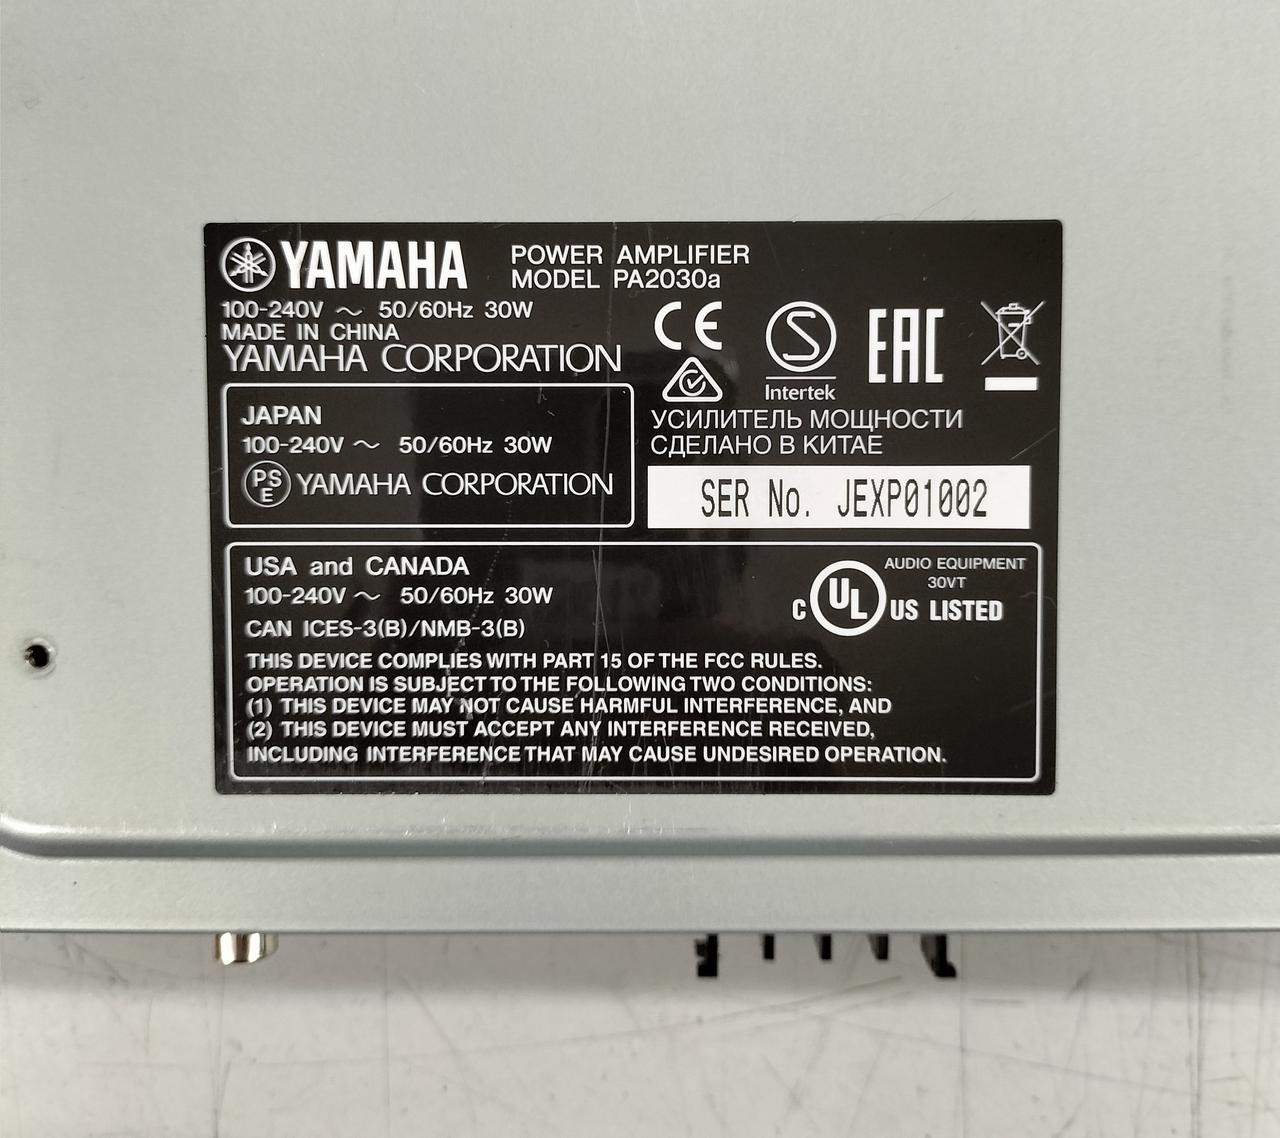 YAMAHA
POWER AMPLIFIER
MODEL PA2030a
100-240V ～ 50/60Hz 30W
MADE IN CHINA
YAMAHA CORPORATION
CE
Intertek
EAC
УСИЛИТЕЛЬ МОЩНОСТИ
СДЕЛАНО В КИТАЕ
SER No. JEXP01002
JAPAN
100-240V ～ 50/60Hz 30W
PS
E
YAMAHA CORPORATION
USA and CANADA
100-240V ～ 50/60Hz 30W
CAN ICES-3(B)/NMB-3(B)
AUDIO EQUIPMENT
30VT
C UL US LISTED
THIS DEVICE COMPLIES WITH PART 15 OF THE FCC RULES.
OPERATION IS SUBJECT TO THE FOLLOWING TWO CONDITIONS:
(1) THIS DEVICE MAY NOT CAUSE HARMFUL INTERFERENCE, AND
(2) THIS DEVICE MUST ACCEPT ANY INTERFERENCE RECEIVED,
INCLUDING INTERFERENCE THAT MAY CAUSE UNDESIRED OPERATION.